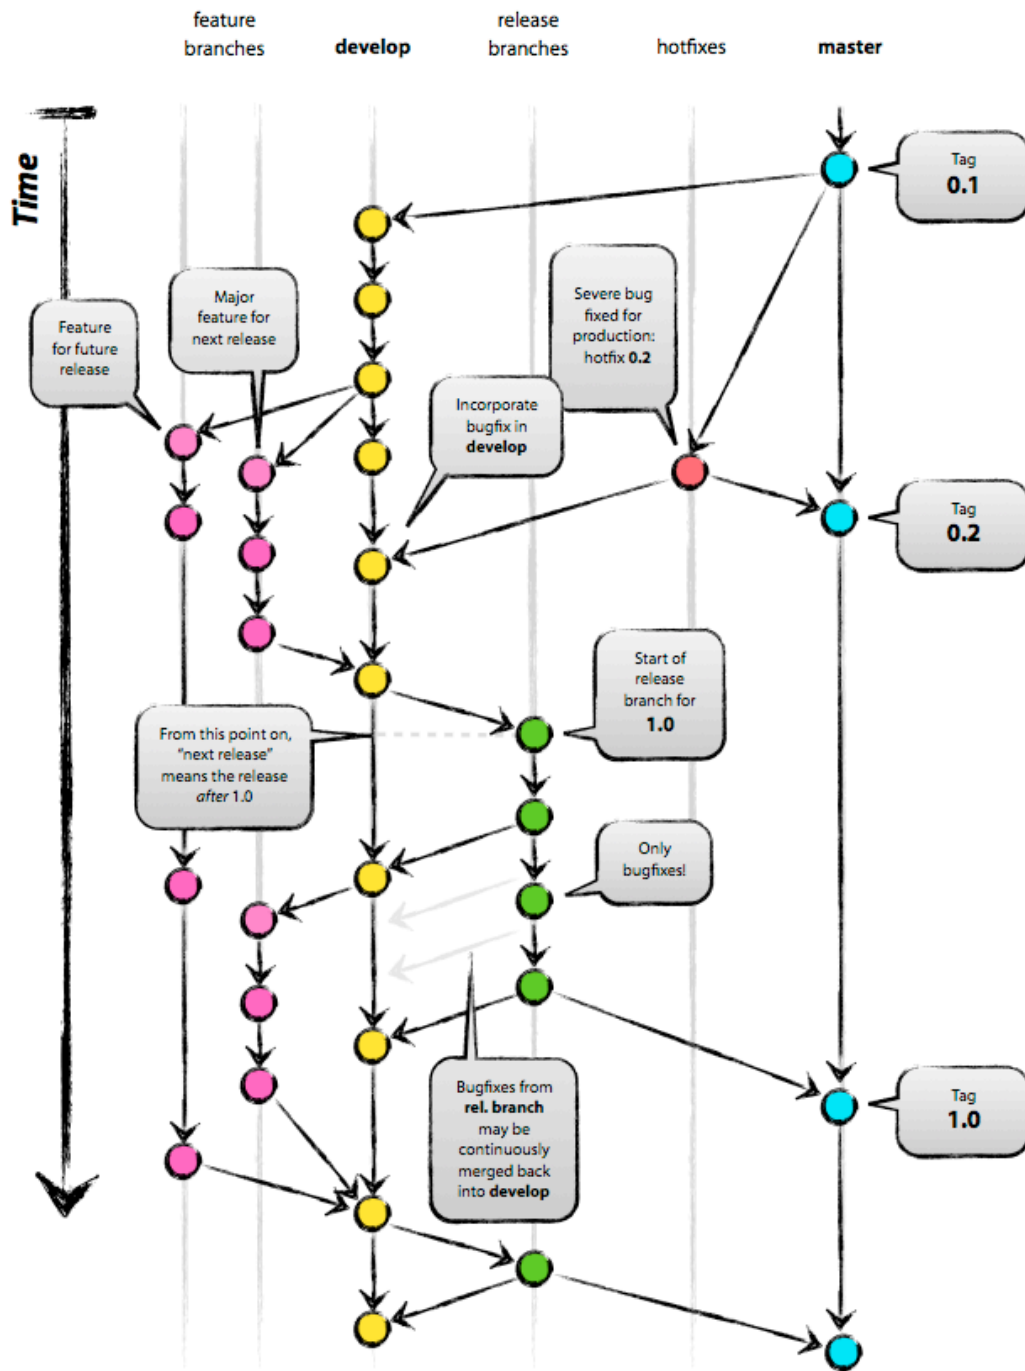 feature
branches
develop
release
branches
hotfixes
master
Time
Tag
0.1
Major
feature for
next release
Severe bug
fixed for
production:
hotfix 0.2
Feature
for future
release
Incorporate
bugfix in
develop
Tag
0.2
Start of
release
branch for
1.0
From this point on,
“next release”
means the release
after 1.0
Only
bugfixes!
Bugfixes from
rel. branch
may be
continuously
merged back
into develop
Tag
1.0